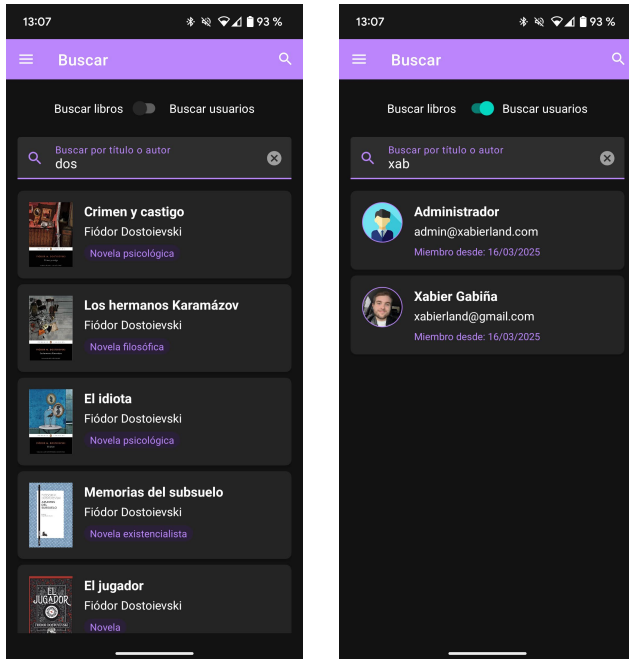 13:07
93 %
Buscar
Buscar libros
Buscar usuarios
Buscar por título o autor
dos
Crimen y castigo
Fiódor Dostoievski
Novela psicológica
Los hermanos Karamázov
Fiódor Dostoievski
Novela filosófica
El idiota
Fiódor Dostoievski
Novela psicológica
Memorias del subsuelo
Fiódor Dostoievski
Novela existencialista
EL
JUGADOR
El jugador
Fiódor Dostoievski
Novela
13:07
93 %
Buscar
Buscar libros
Buscar usuarios
Buscar por título o autor
xab
Administrador
admin@xabierland.com
Miembro desde: 16/03/2025
Xabier Gabiña
xabierland@gmail.com
Miembro desde: 16/03/2025